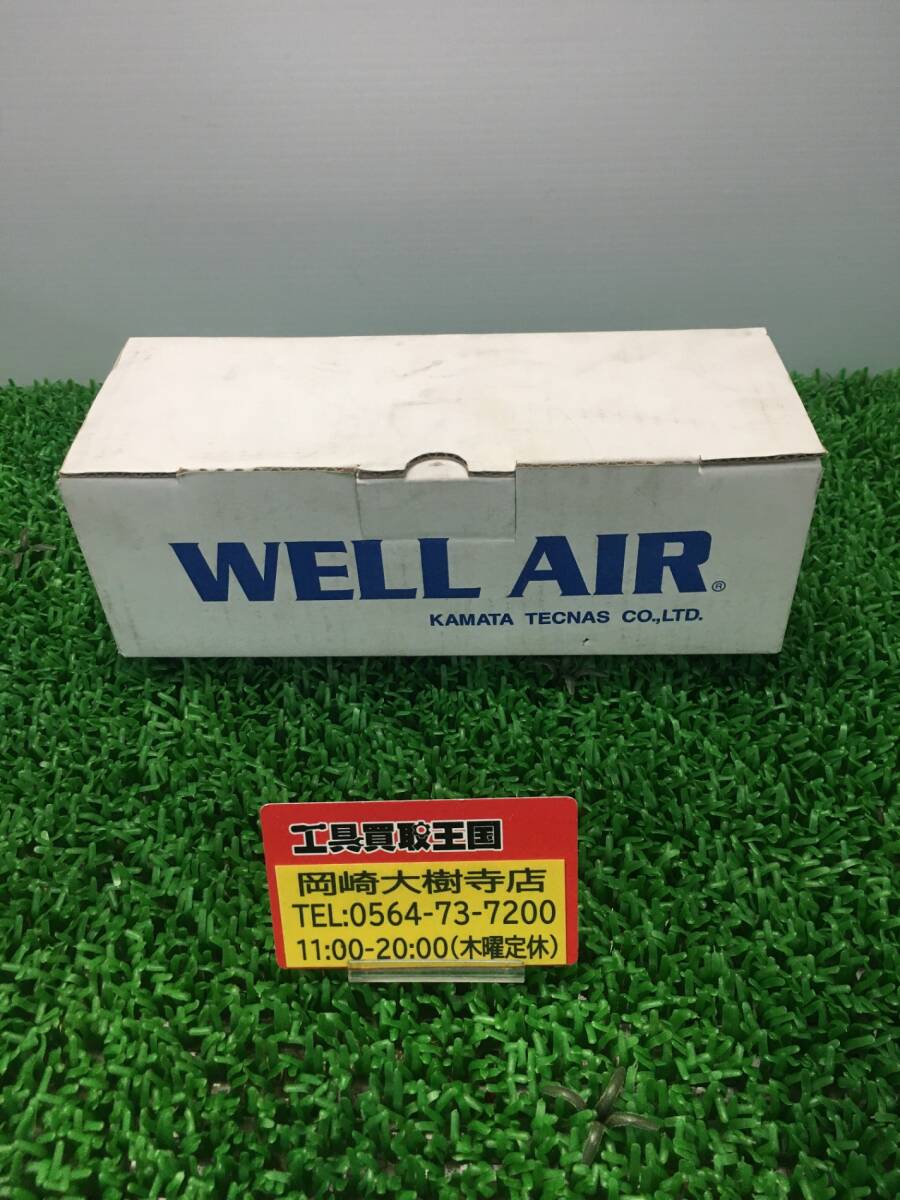 WELL AIR®
KAMATA TECNAS CO.,LTD.
工具買取王国
岡崎大樹寺店
TEL:0564-73-7200
11:00-20:00(木曜定休)